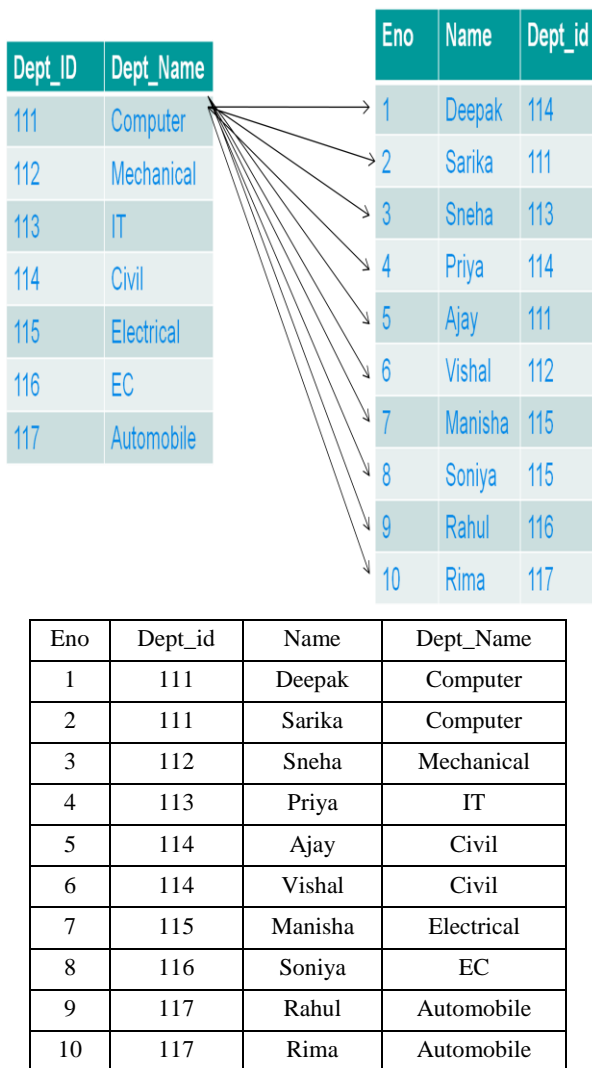 Dept_ID Dept_Name
111 Computer
112 Mechanical
113 IT
114 Civil
115 Electrical
116 EC
117 Automobile
Eno Name Dept_id
1 Deepak 114
2 Sarika 111
3 Sneha 113
4 Priya 114
5 Ajay 111
6 Vishal 112
7 Manisha 115
8 Soniya 115
9 Rahul 116
10 Rima 117
Eno Dept_id Name Dept_Name
1 111 Deepak Computer
2 111 Sarika Computer
3 112 Sneha Mechanical
4 113 Priya IT
5 114 Ajay Civil
6 114 Vishal Civil
7 115 Manisha Electrical
8 116 Soniya EC
9 117 Rahul Automobile
10 117 Rima Automobile